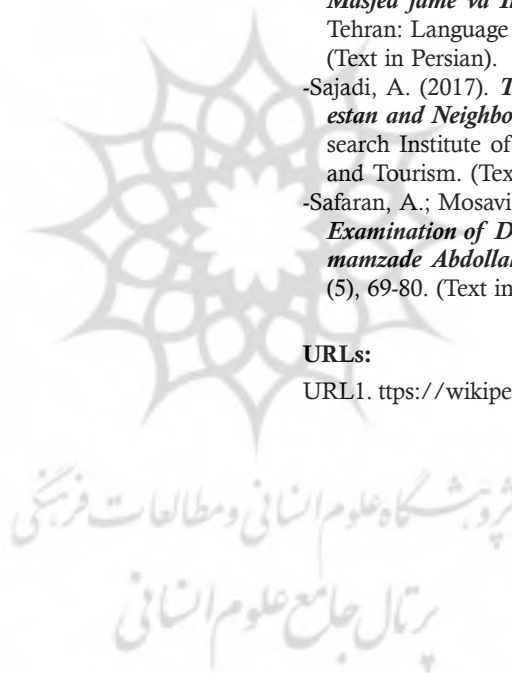 Masjed jame va I
Tehran: Language
(Text in Persian).
-Sajadi, A. (2017). T
estan and Neighbo
search Institute of
and Tourism. (Tex
-Safaran, A.; Mosavi
Examination of D
mamzade Abdollah
(5), 69-80. (Text in
URLs:
URL1. ttps://wikipe
پژوهشگاه علوم انسانی و مطالعات فرهنگی
پرتال جامع علوم انسانی